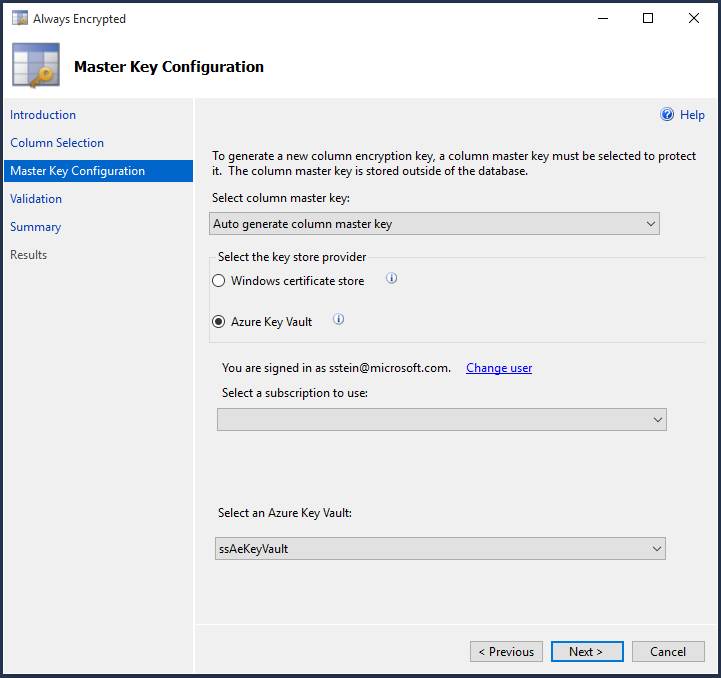 Always Encrypted
Master Key Configuration
Introduction
Column Selection
Master Key Configuration
Validation
Summary
Results
Help
To generate a new column encryption key, a column master key must be selected to protect
it.  The column master key is stored outside of the database.
Select column master key:
Auto generate column master key
Select the key store provider
Windows certificate store
Azure Key Vault
You are signed in as sstein@microsoft.com. Change user
Select a subscription to use:
Select an Azure Key Vault:
ssAeKeyVault
< Previous Next > Cancel